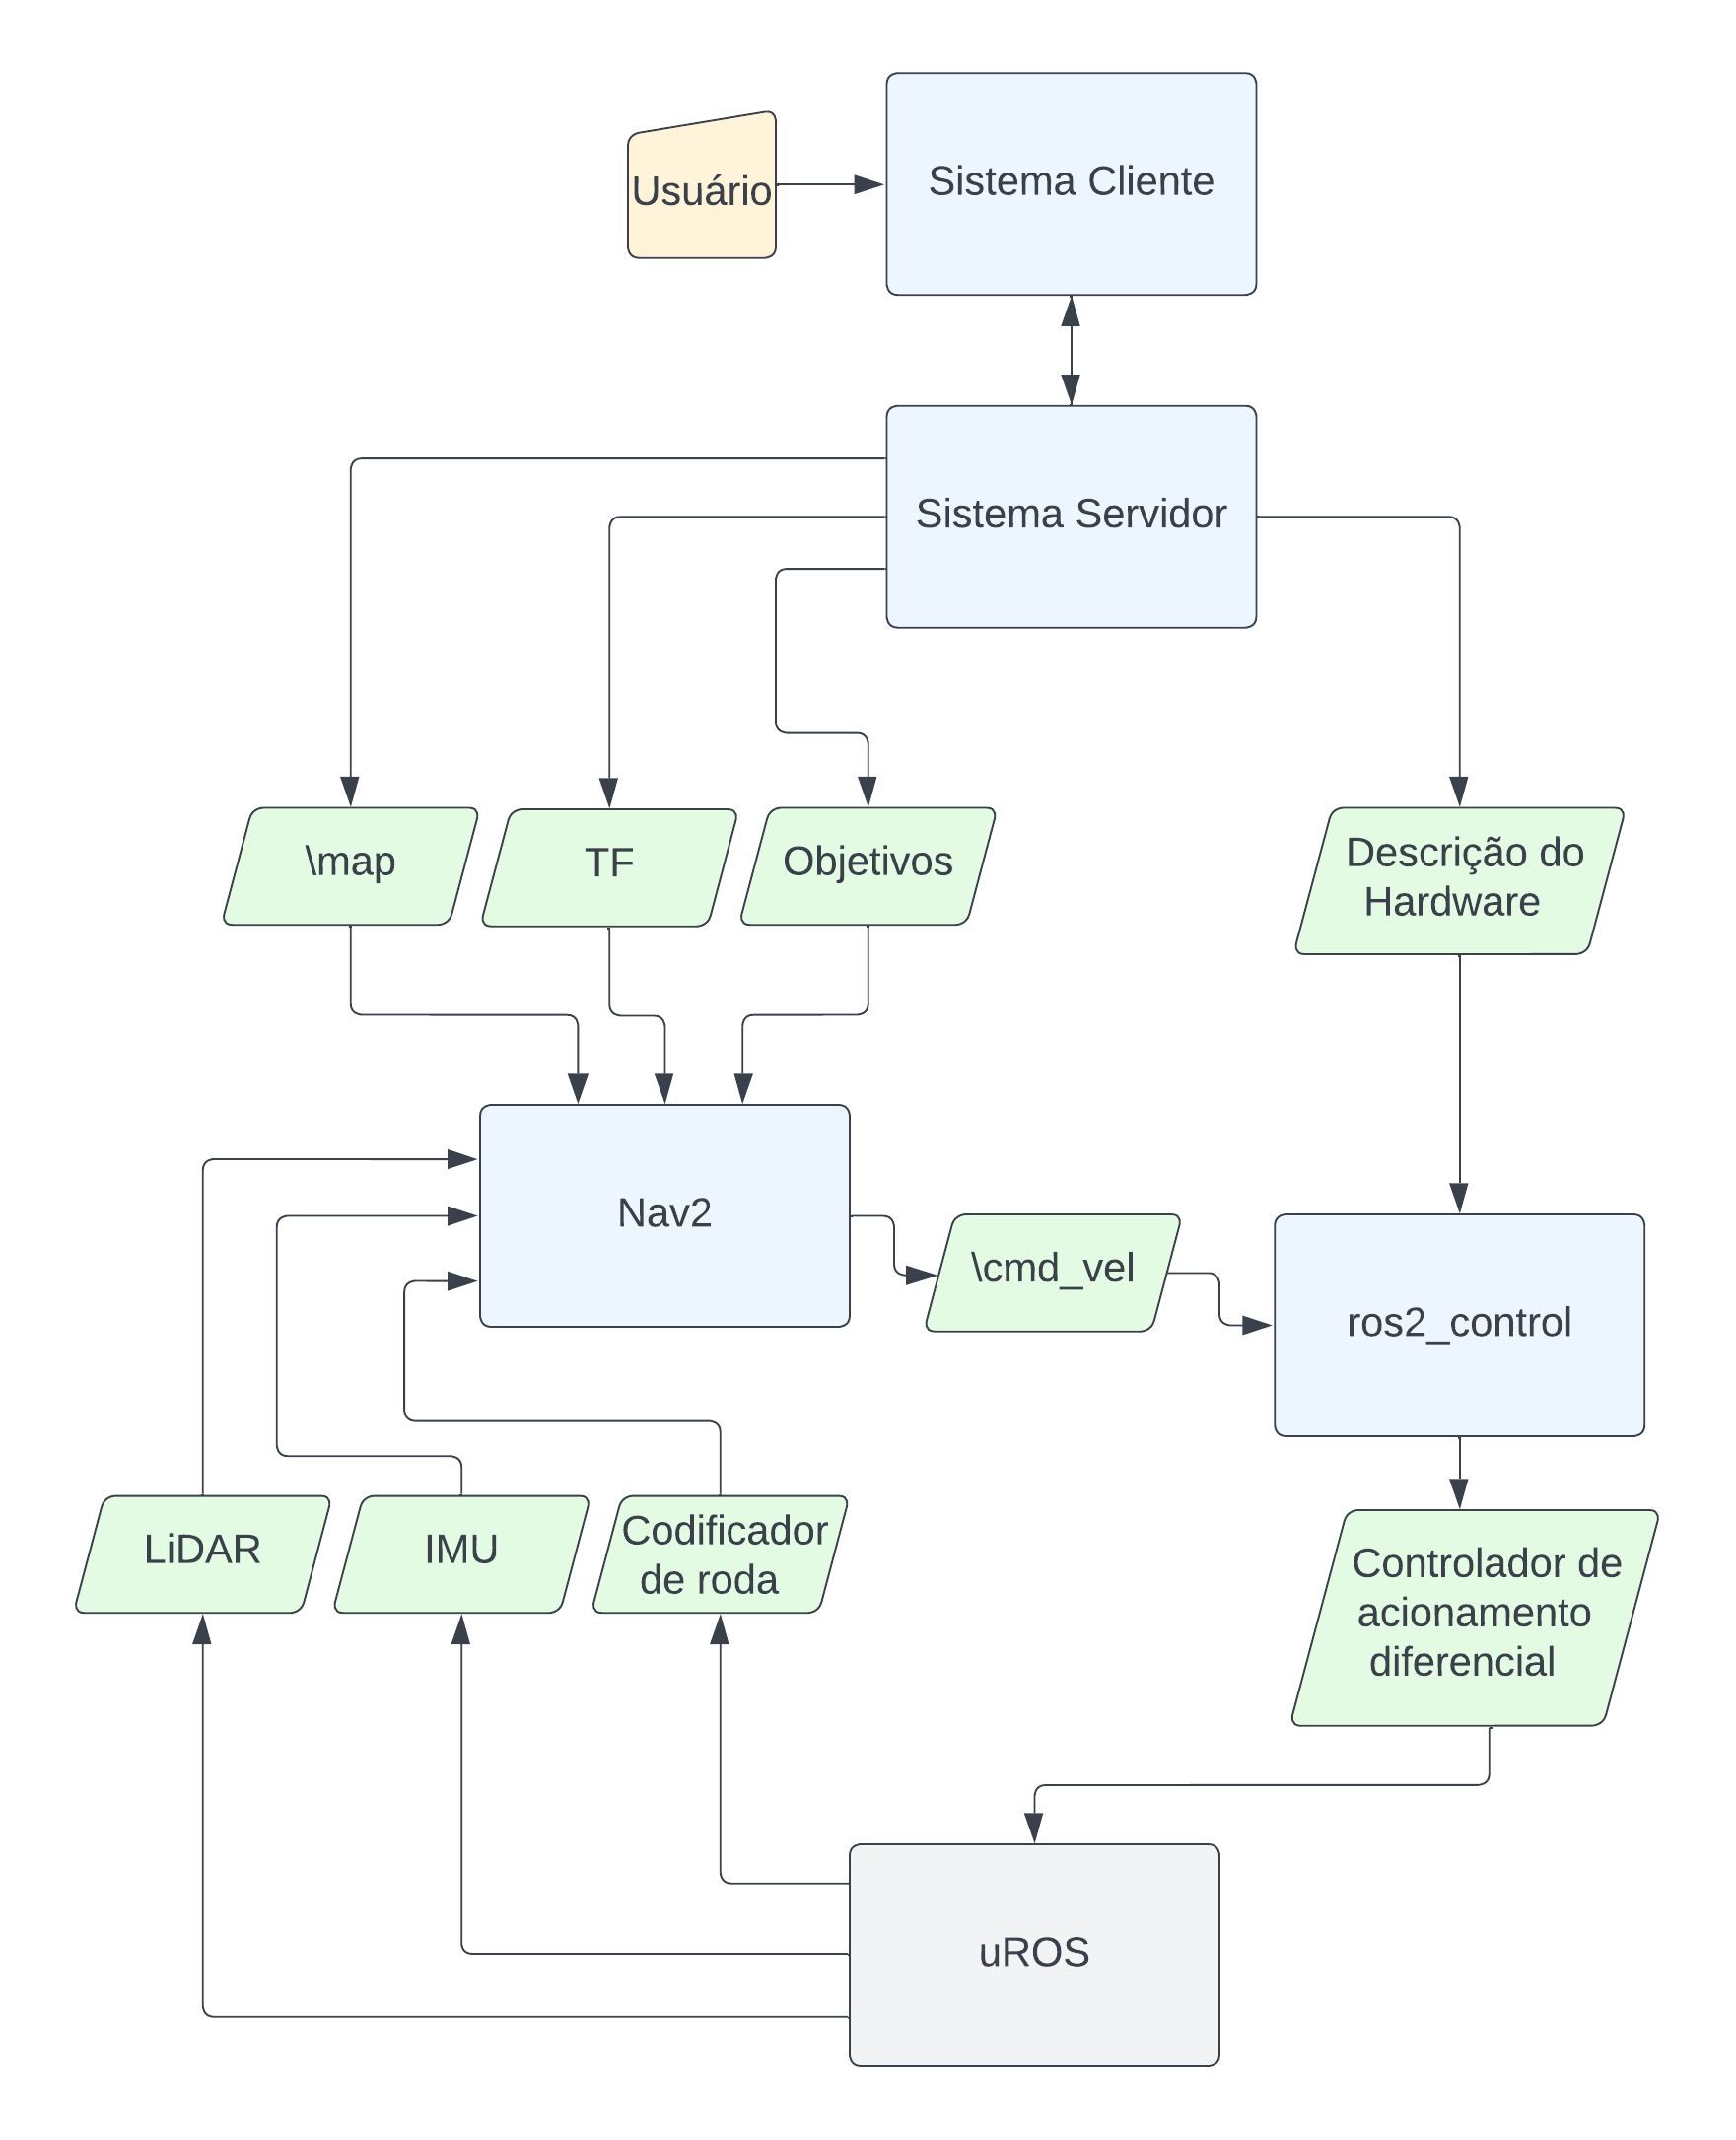 Usuário
Sistema Cliente
Sistema Servidor
\map
TF
Objetivos
Descrição do
Hardware
Nav2
\cmd_vel
ros2_control
LiDAR
IMU
Codificador
de roda
Controlador de
acionamento
diferencial
uROS